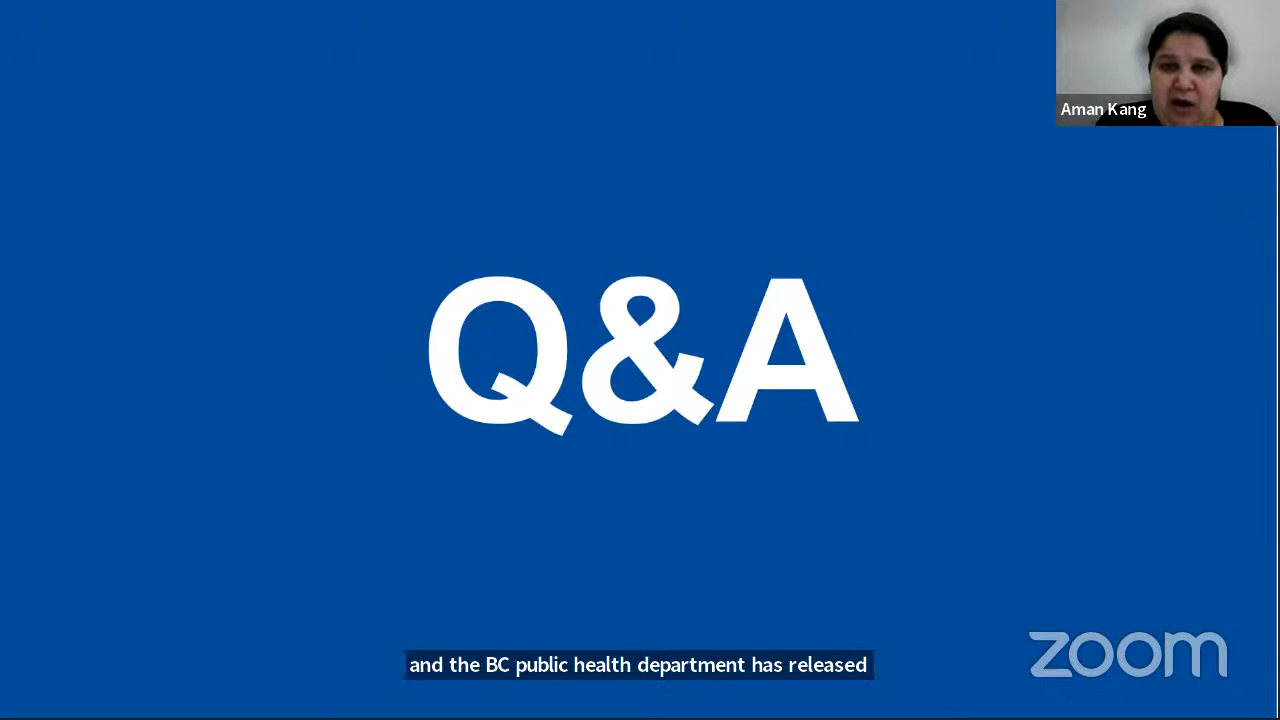 Aman Kang
Q&A
zoom
and the BC public health department has released